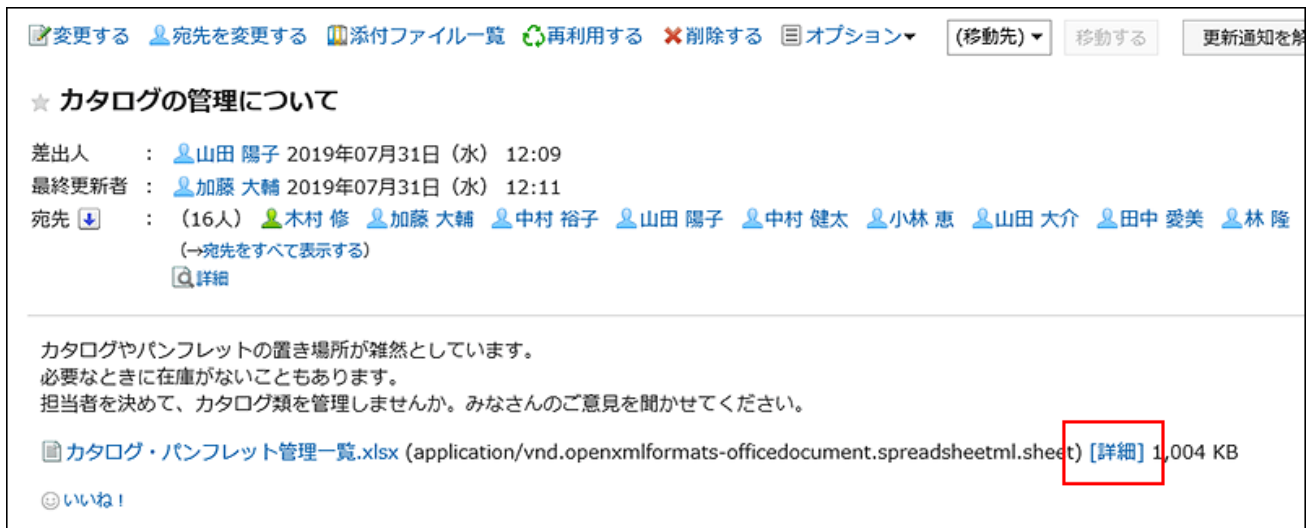 変更する 宛先を変更する 添付ファイル一覧 再利用する 削除する オプション (移動先) 移動する 更新通知を解
カタログの管理について
差出人 : 山田 陽子 2019年07月31日（水） 12:09
最終更新者 : 加藤 大輔 2019年07月31日（水） 12:11
宛先 : （16人） 木村 修 加藤 大輔 中村 裕子 山田 陽子 中村 健太 小林 恵 山田 大介 田中 愛美 林 隆
(→宛先をすべて表示する)
詳細
カタログやパンフレットの置き場所が雑然としています。
必要なときに在庫がないこともあります。
担当者を決めて、カタログ類を管理しませんか。みなさんのご意見を聞かせてください。
カタログ・パンフレット管理一覧.xlsx (application/vnd.openxmlformats-officedocument.spreadsheetml.sheet) [詳細] 1,004 KB
いいね！